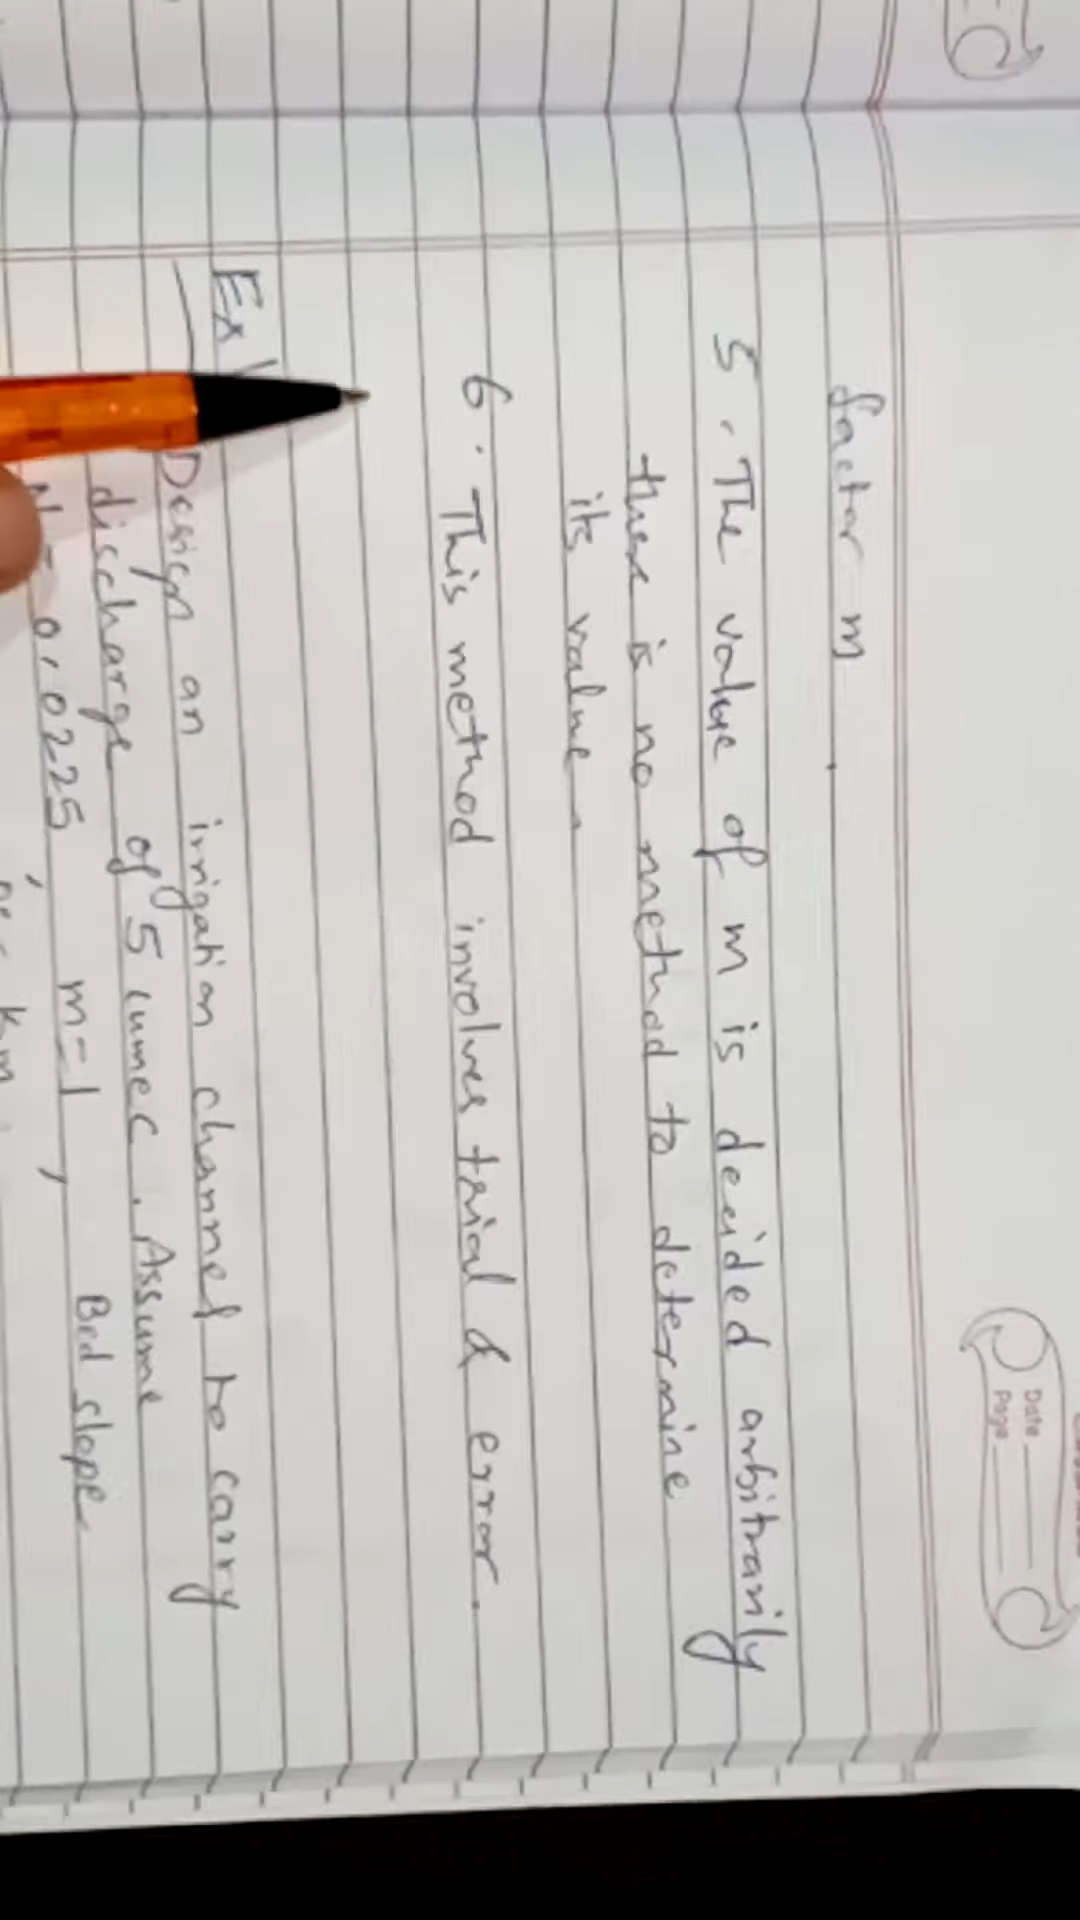 Date
Page
factor m.
5. The value of m is decided arbitrarily
there is no method to determine
its value.
6. This method involves trial & error.
Ex 1 Design an irrigation channel to carry
discharge of 5 cumec. Assume
N = 0.0225, m=1, Bed slope
km